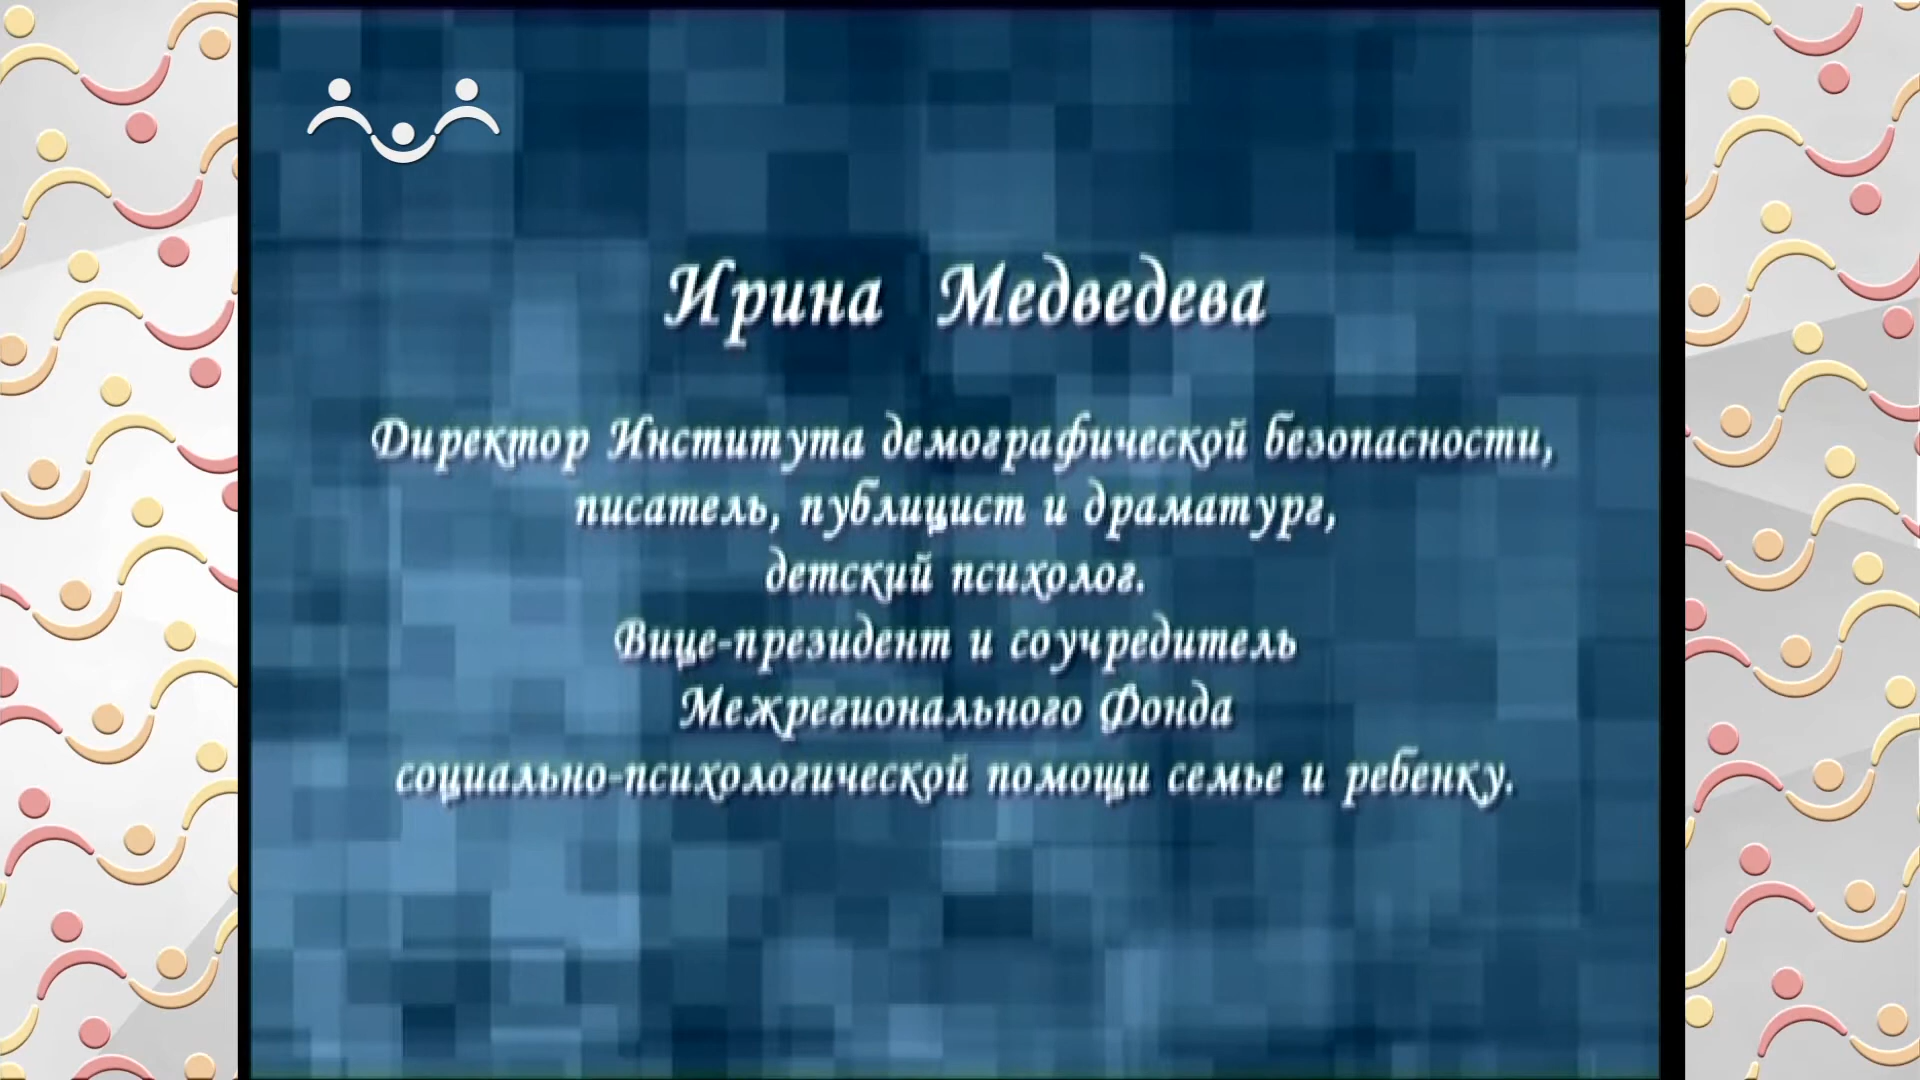 Ирина Медведева
Директор Института демографической безопасности,
писатель, публицист и драматург,
детский психолог.
Вице-президент и соучредитель
Межрегионального Фонда
социально-психологической помощи семье и ребенку.